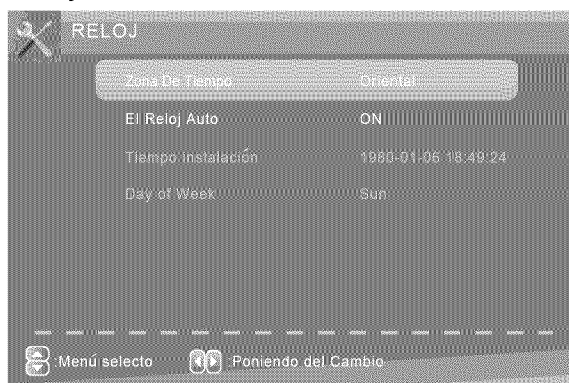 RELOJ
Zona De Tiempo Oriental
El Reloj Auto ON
Tiempo Instalación 1980-01-06 18:49:24
Day of Week Sun
:Menú selecto :Poniendo del Cambio